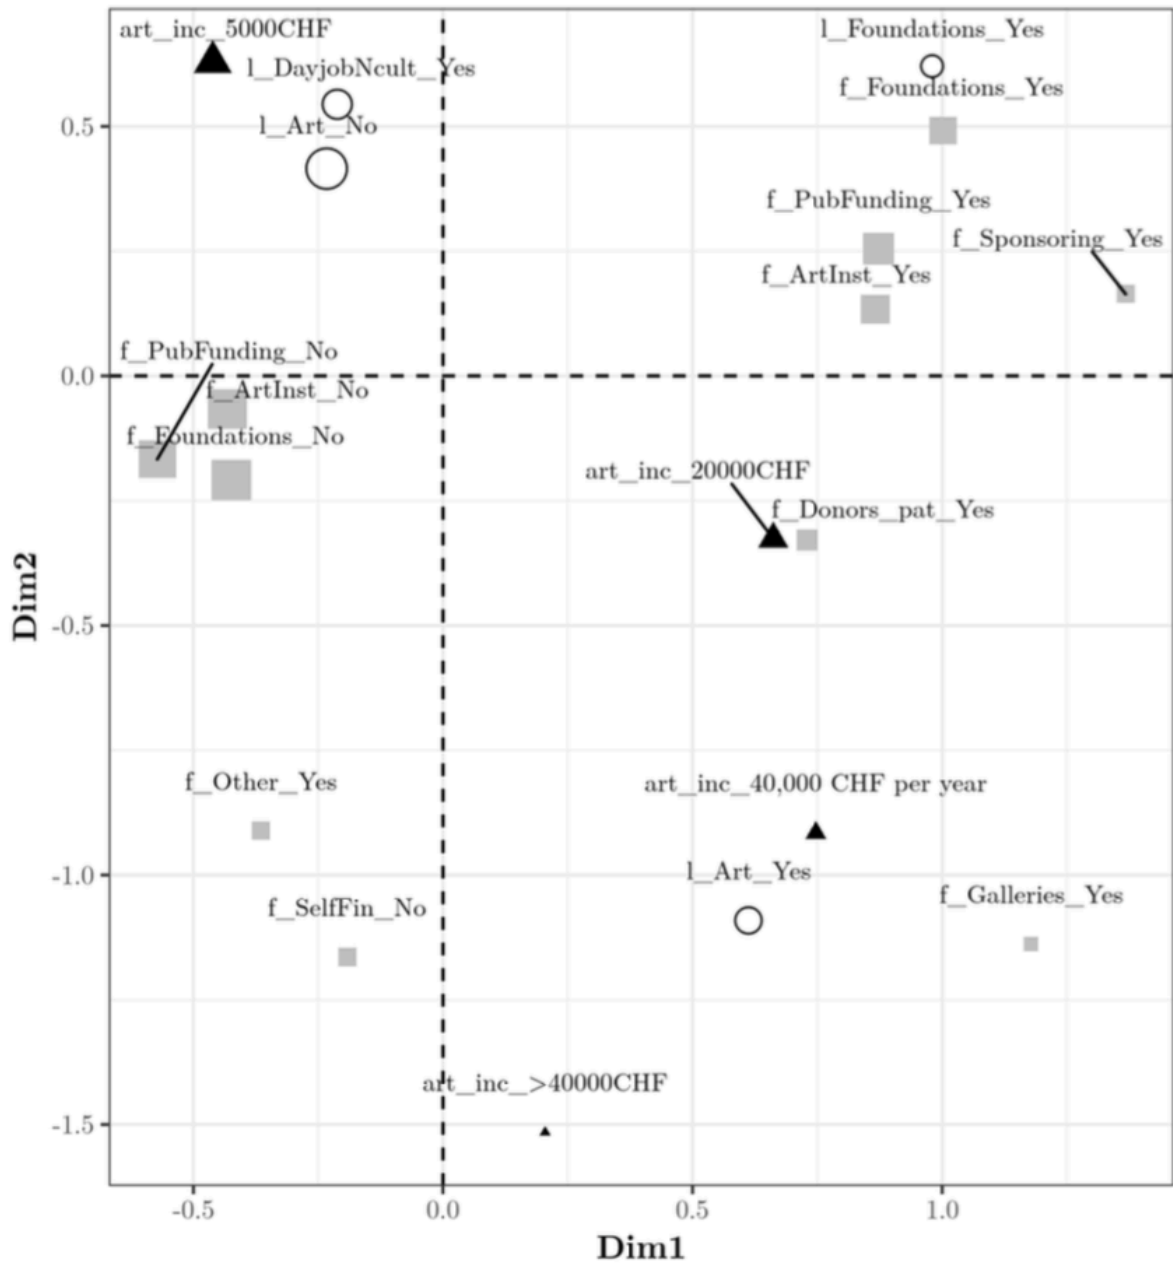 art_inc_5000CHF
l_Foundations_Yes
l_DayjobNcult_Yes
f_Foundations_Yes
l_Art_No
0.5
f_PubFunding_Yes
f_Sponsoring_Yes
f_ArtInst_Yes
f_PubFunding_No
0.0
f_ArtInst_No
f_Foundations_No
art_inc_20000CHF
f_Donors_pat_Yes
Dim2
-0.5
f_Other_Yes
art_inc_40,000 CHF per year
l_Art_Yes
-1.0
f_Galleries_Yes
f_SelfFin_No
art_inc_>40000CHF
-1.5
-0.5
0.0
0.5
1.0
Dim1